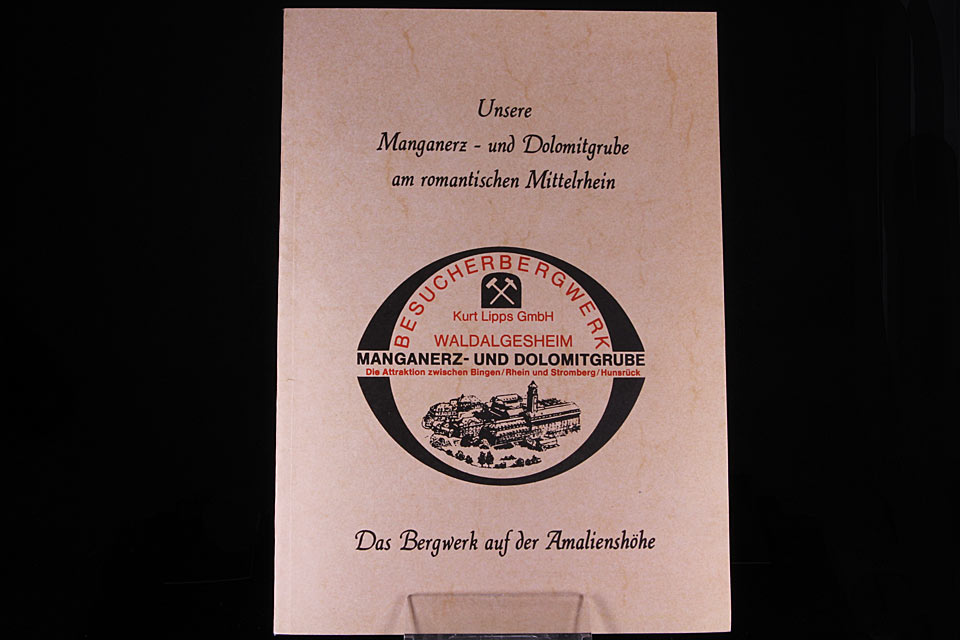 Unsere
Manganerz - und Dolomitgrube
am romantischen Mittelrhein
BESUCHERBERGWERK
Kurt Lipps GmbH
WALDALGESHEIM
MANGANERZ- UND DOLOMITGRUBE
Die Attraktion zwischen Bingen/Rhein und Stromberg/Hunsrück
Das Bergwerk auf der Amalienshöhe